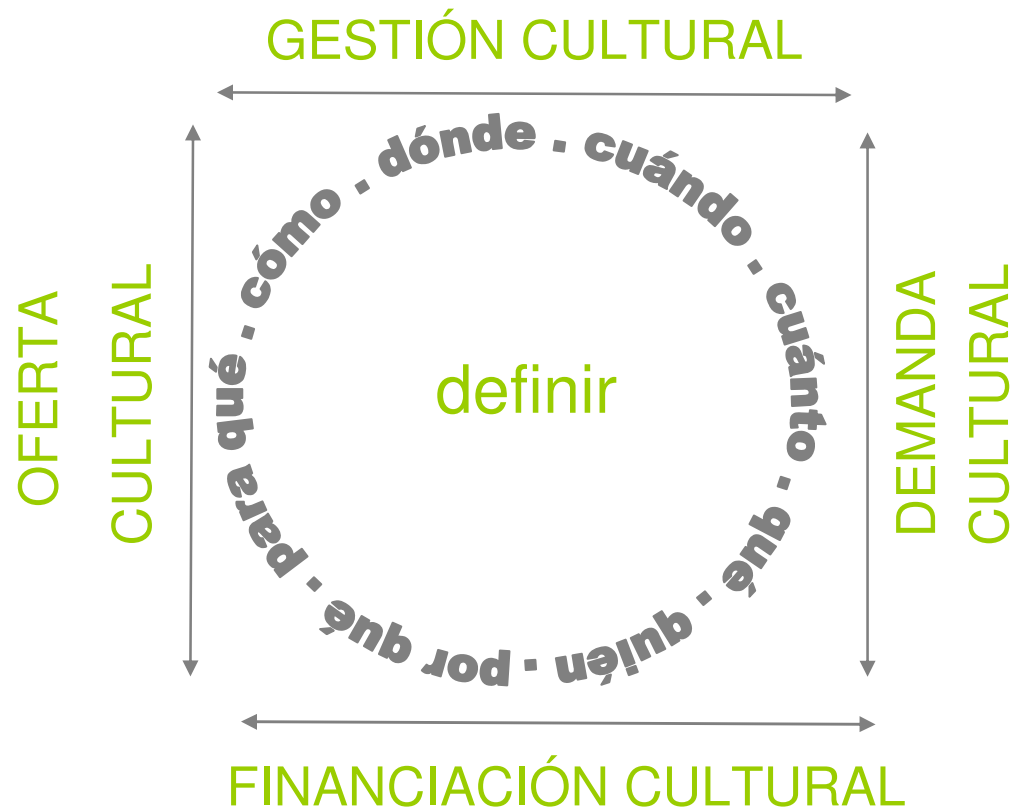 GESTIÓN CULTURAL
OFERTA
CULTURAL
cómo . dónde . cuándo . cuánto . qué . quién . por qué . para qué .
definir
DEMANDA
CULTURAL
FINANCIACIÓN CULTURAL